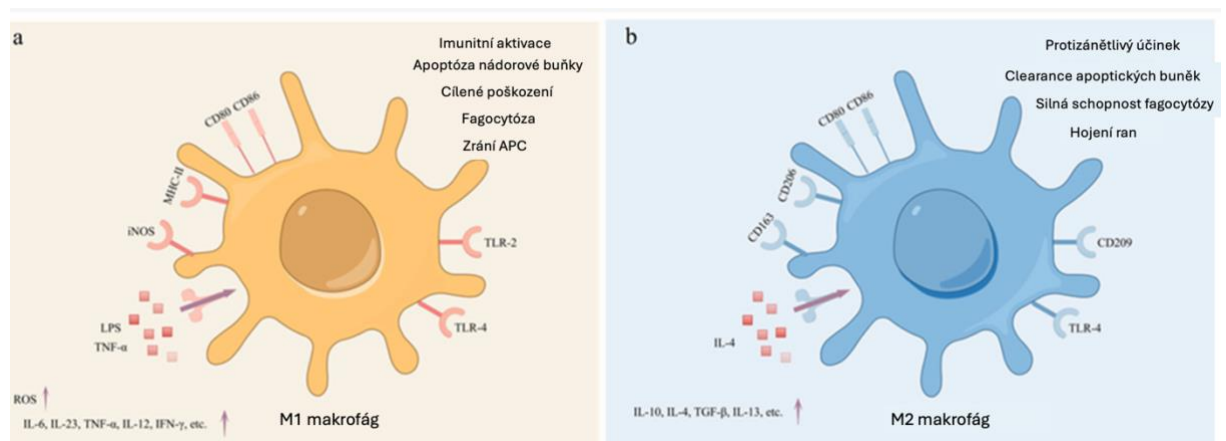 a
Imunitní aktivace
Apoptóza nádorové buňky
Cílené poškození
Fagocytóza
Zrání APC
CD80 CD86
MHC-II
iNOS
TLR-2
LPS
TNF-α
TLR-4
ROS
IL-6, IL-23, TNF-α, IL-12, IFN-γ, etc.
M1 makrofág
b
Protizánětlivý účinek
Clearance apoptických buněk
Silná schopnost fagocytózy
Hojení ran
CD80 CD86
CD206
CD163
CD209
IL-4
TLR-4
IL-10, IL-4, TGF-β, IL-13, etc.
M2 makrofág